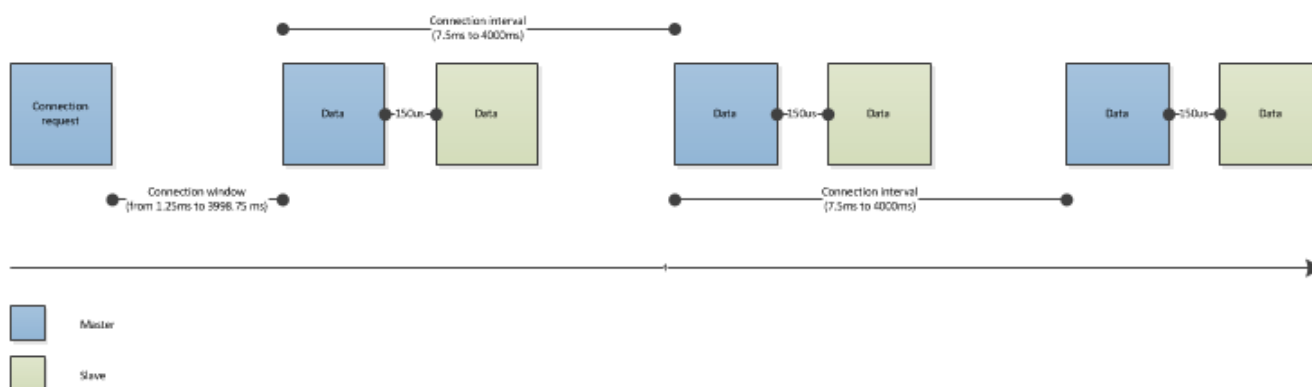 Connection interval
(7.5ms to 4000ms)
Connection
request
Data
150us
Data
Data
150us
Data
Data
150us
Data
Connection window
(from 1.25ms to 3998.75 ms)
Connection interval
(7.5ms to 4000ms)
t
Master
Slave